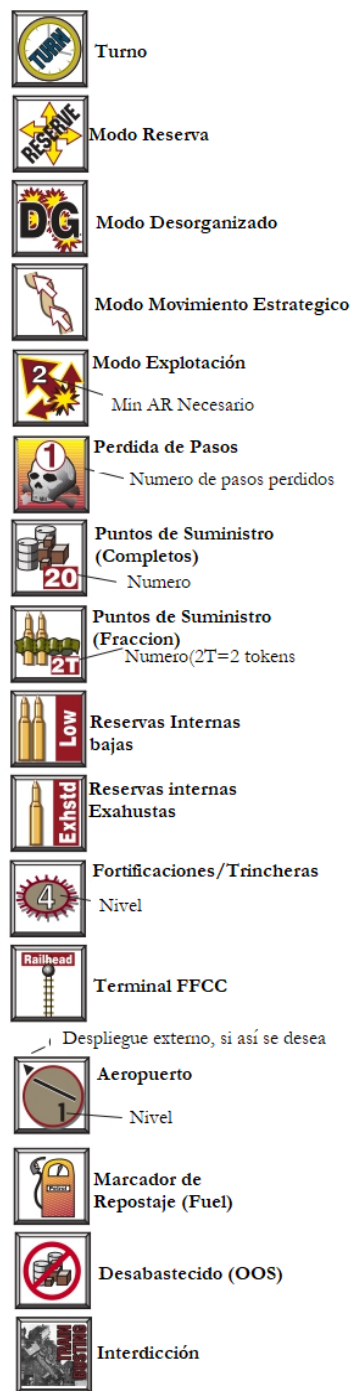 TURN
Turno
RESERVE
Modo Reserva
DG
Modo Desorganizado
Modo Movimiento Estrategico
Modo Explotación
2
Min AR Necesario
Perdida de Pasos
1
Numero de pasos perdidos
Puntos de Suministro
(Completos)
20
Numero
Puntos de Suministro
(Fraccion)
2T
Numero(2T=2 tokens
Low
Reservas Internas
bajas
Exhstd
Reservas internas
Exahustas
Fortificaciones/Trincheras
4
Nivel
Railhead
Terminal FFCC
Despliegue externo, si así se desea
Aeropuerto
1
Nivel
Marcador de
Repostaje (Fuel)
Desabastecido (OOS)
TRAIN
BUSTING
Interdicción